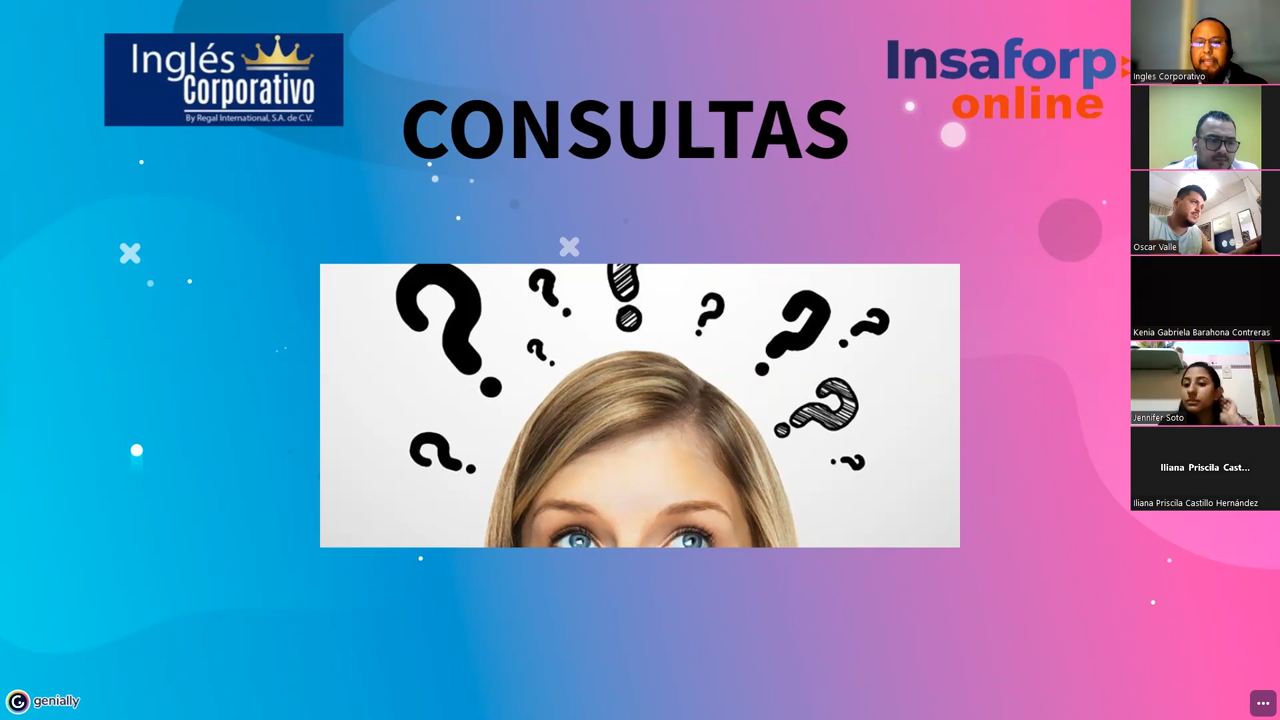 Inglés
Corporativo
By Regal International, S.A. de C.V.
Insaforp
online
CONSULTAS
Ingles Corporativo
Oscar Valle
Kenia Gabriela Barahona Contreras
Jennifer Soto
Iliana Priscila Cast...
Iliana Priscila Castillo Hernández
genially